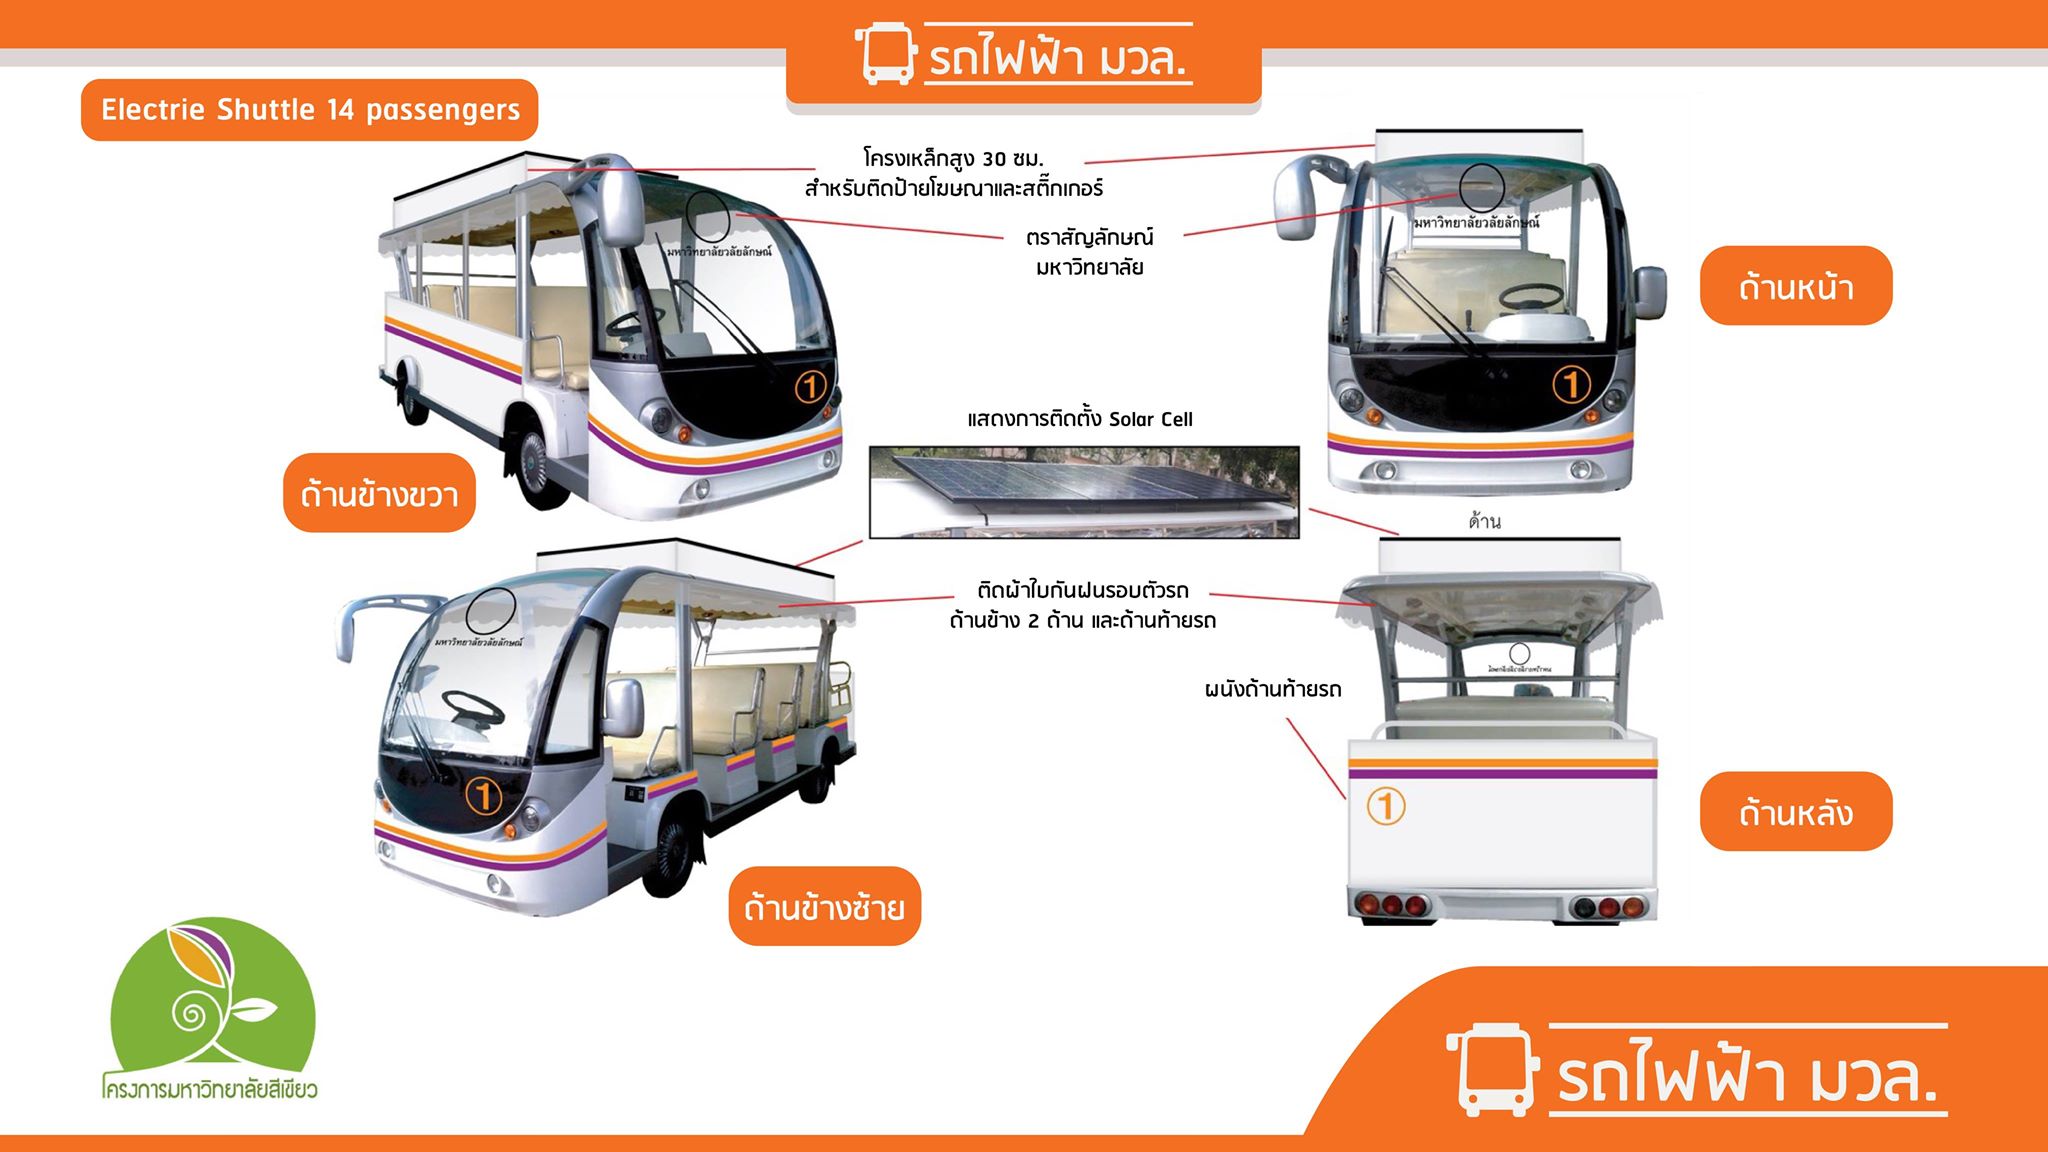 รถไฟฟ้า มวล.
Electrie Shuttle 14 passengers
โครงเหล็กสูง 30 ซม.
สำหรับติดป้ายโฆษณาและสติ๊กเกอร์
ตราสัญลักษณ์
มหาวิทยาลัย
มหาวิทยาลัยวลัยลักษณ์
1
มหาวิทยาลัยวลัยลักษณ์
1
ด้านหน้า
ด้านข้างขวา
แสดงการติดตั้ง Solar Cell
ด้าน
ติดผ้าใบกันฝนรอบตัวรถ
ด้านข้าง 2 ด้าน และด้านท้ายรถ
มหาวิทยาลัยวลัยลักษณ์
1
ผนังด้านท้ายรถ
1
ด้านหลัง
ด้านข้างซ้าย
โครงการมหาวิทยาลัยสีเขียว
รถไฟฟ้า มวล.